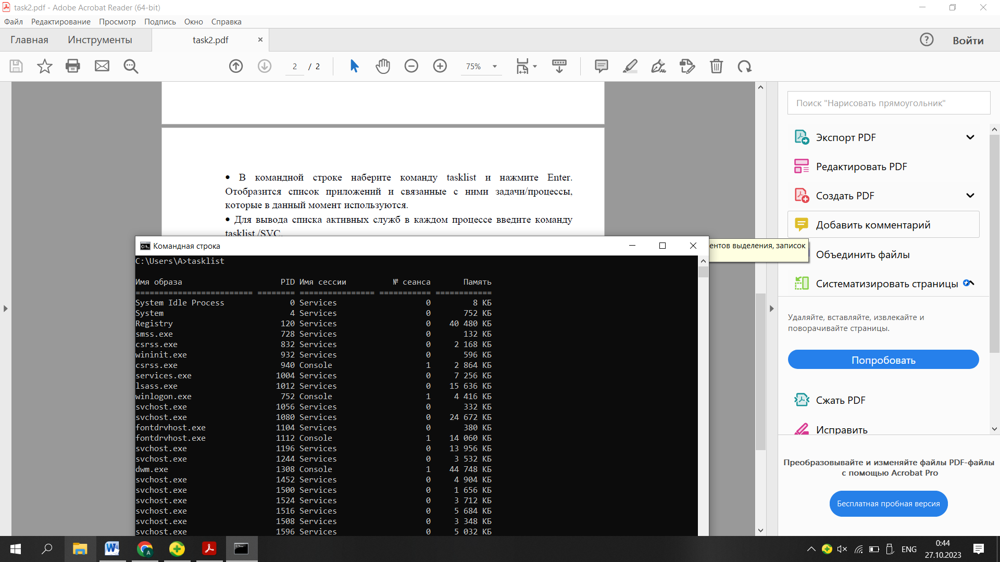 task2.pdf - Adobe Acrobat Reader (64-bit)
Файл Редактирование Просмотр Подпись Окно Справка
Главная Инструменты task2.pdf Войти
2 / 2 75%
• В командной строке наберите команду tasklist и нажмите Enter.
Отобразится список приложений и связанные с ними задачи/процессы,
которые в данный момент используются.
• Для вывода списка активных служб в каждом процессе введите команду
tasklist /SVC.
Командная строка
C:\Users\A>tasklist
Имя образа PID Имя сессии № сеанса Память
========================= ======== ================ =========== ============
System Idle Process 0 Services 0 8 КБ
System 4 Services 0 752 КБ
Registry 120 Services 0 40 480 КБ
smss.exe 728 Services 0 132 КБ
csrss.exe 832 Services 0 2 168 КБ
wininit.exe 932 Services 0 596 КБ
csrss.exe 940 Console 1 2 864 КБ
services.exe 1004 Services 0 7 256 КБ
lsass.exe 1012 Services 0 15 636 КБ
winlogon.exe 752 Console 1 4 416 КБ
svchost.exe 1056 Services 0 332 КБ
svchost.exe 1080 Services 0 24 672 КБ
fontdrvhost.exe 1104 Services 0 380 КБ
fontdrvhost.exe 1112 Console 1 14 060 КБ
svchost.exe 1196 Services 0 13 956 КБ
svchost.exe 1244 Services 0 3 532 КБ
dwm.exe 1308 Console 1 44 748 КБ
svchost.exe 1452 Services 0 4 904 КБ
svchost.exe 1500 Services 0 1 656 КБ
svchost.exe 1524 Services 0 3 712 КБ
svchost.exe 1516 Services 0 5 684 КБ
svchost.exe 1508 Services 0 3 348 КБ
svchost.exe 1596 Services 0 5 032 КБ
Поиск "Нарисовать прямоугольник"
Экспорт PDF
Редактировать PDF
Создать PDF
Добавить комментарий
ентов выделения, записок
Объединить файлы
Систематизировать страницы
Удаляйте, вставляйте, извлекайте и
поворачивайте страницы.
Попробовать
Сжать PDF
Исправить
Преобразовывайте и изменяйте файлы PDF-файлы
с помощью Acrobat Pro
Бесплатная пробная версия
ENG
0:44
27.10.2023